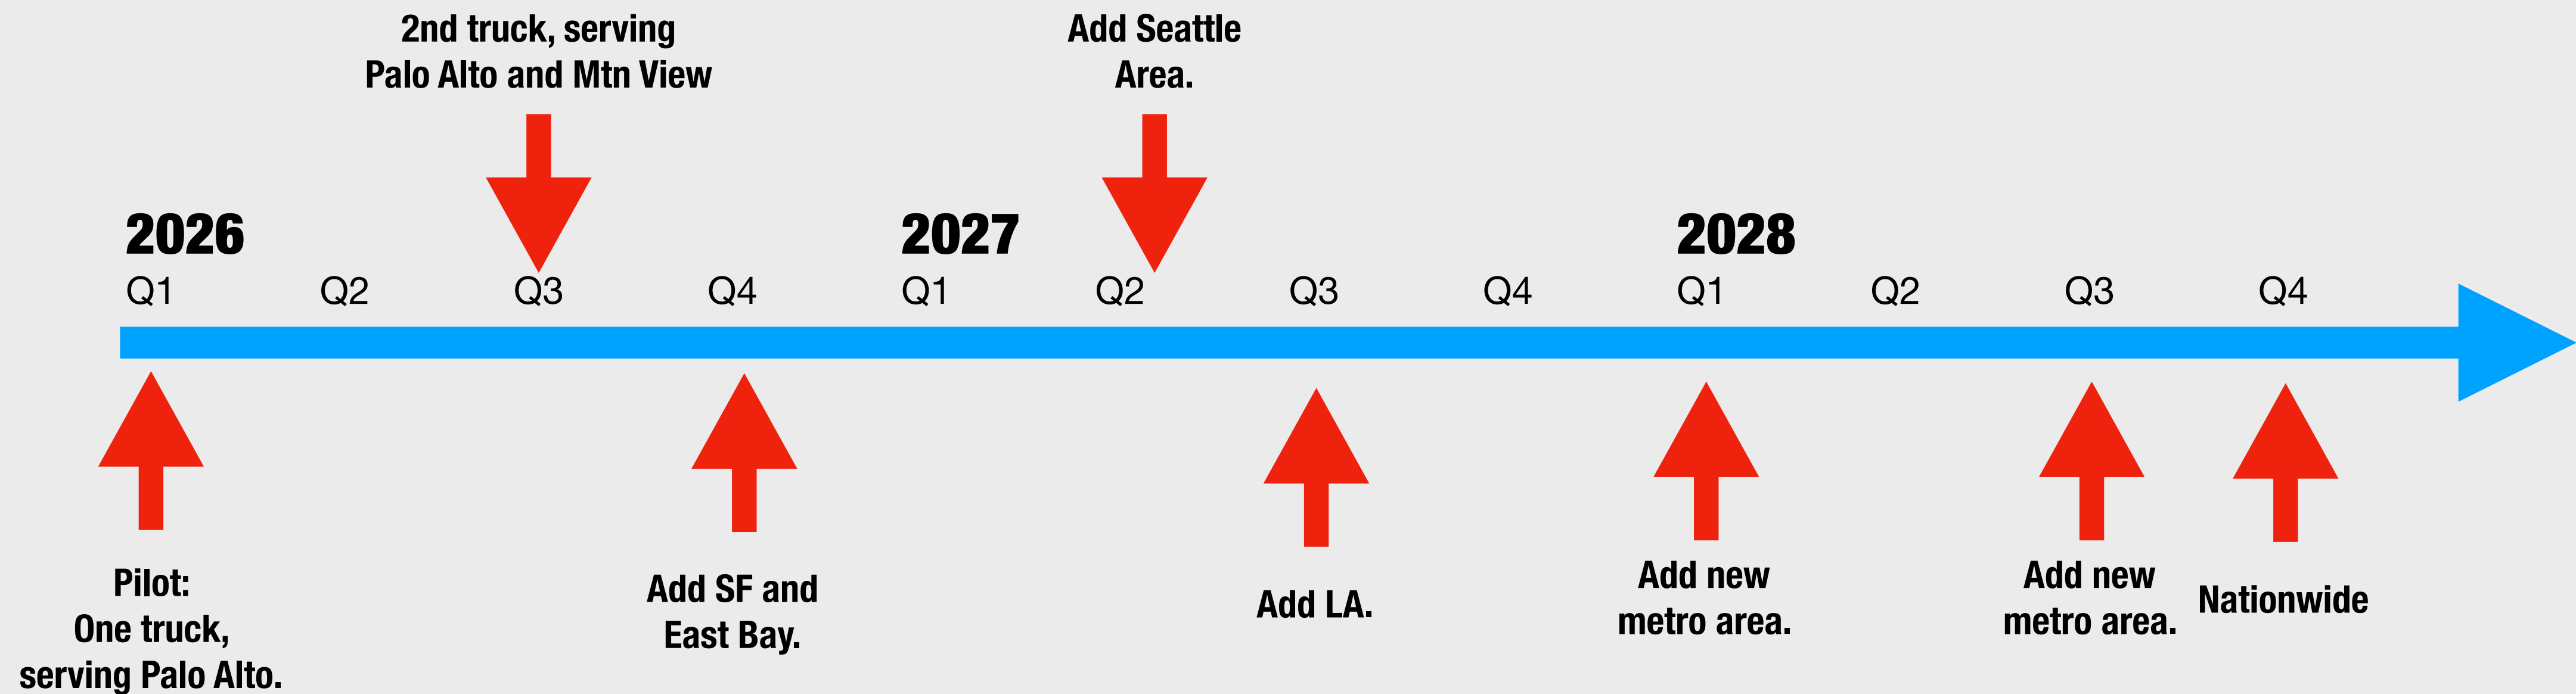 2nd truck, serving
Palo Alto and Mtn View
Add Seattle
Area.
2026
2027
2028
Q1 Q2 Q3 Q4 Q1 Q2 Q3 Q4 Q1 Q2 Q3 Q4
Pilot:
One truck,
serving Palo Alto.
Add SF and
East Bay.
Add LA.
Add new
metro area.
Add new
metro area.
Nationwide